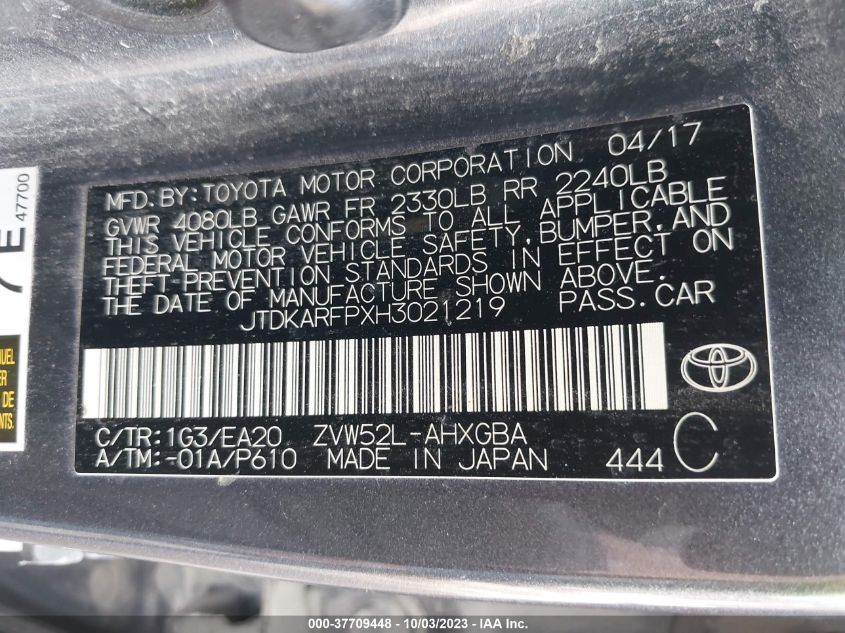 MFD.BY:TOYOTA MOTOR CORPORATION 04/17
GVWR 4080LB GAWR FR 2330LB RR 2240LB
THIS VEHICLE CONFORMS TO ALL APPLICABLE
FEDERAL MOTOR VEHICLE SAFETY,BUMPER,AND
THEFT-PREVENTION STANDARDS IN EFFECT ON
THE DATE OF MANUFACTURE SHOWN ABOVE.
JTDKARFPXH3021219 PASS.CAR
C/TR:1G3/EA20 ZVW52L-AHXGBA
A/TM:-01A/P610 MADE IN JAPAN 444 C
47700
E
DE
000-37709448 - 10/03/2023 - IAA Inc.